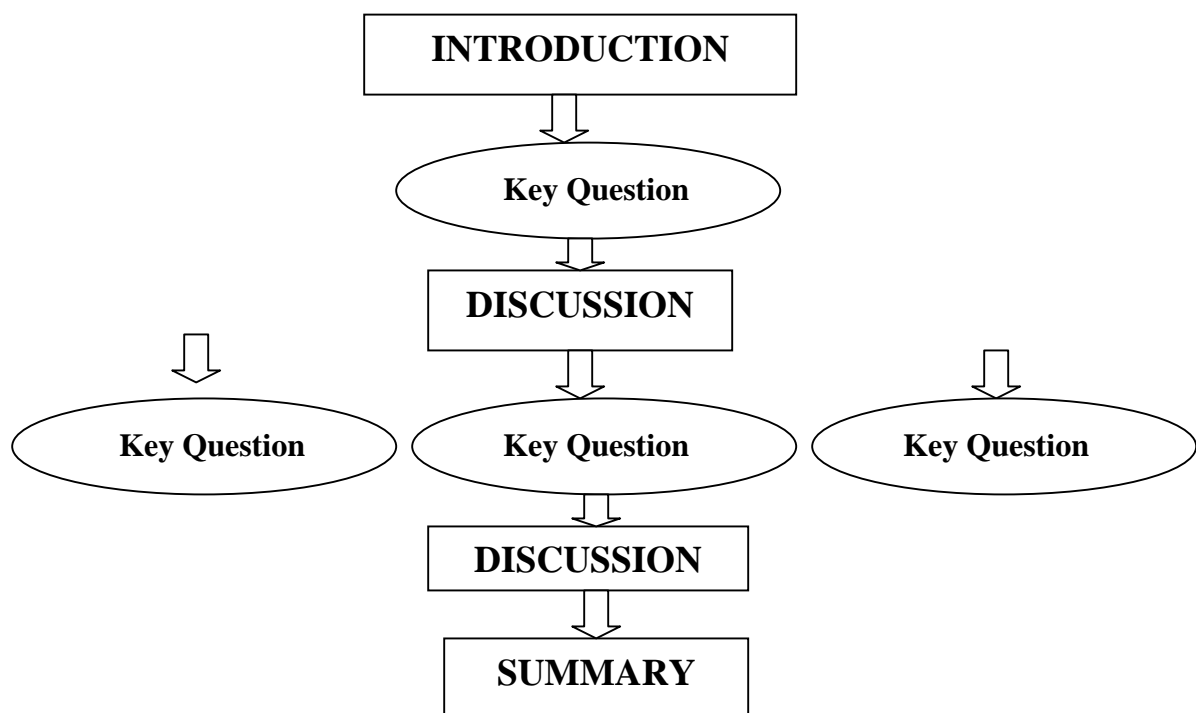 INTRODUCTION
Key Question
DISCUSSION
Key Question
Key Question
Key Question
DISCUSSION
SUMMARY